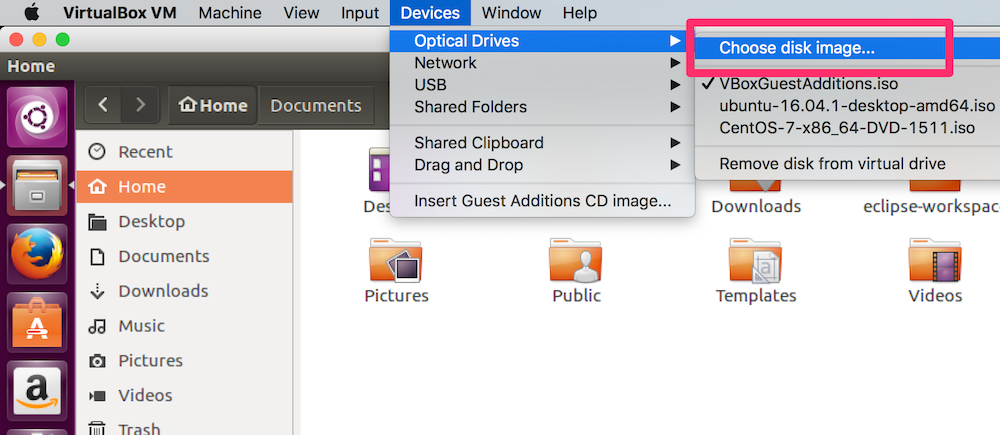 VirtualBox VM Machine View Input Devices Window Help
Home
Home Documents
Recent
Home
Desktop
Documents
Downloads
Music
Pictures
Videos
Trash
Optical Drives
Network
USB
Shared Folders
Shared Clipboard
Drag and Drop
Insert Guest Additions CD image...
Choose disk image...
VBoxGuestAdditions.iso
ubuntu-16.04.1-desktop-amd64.iso
CentOS-7-x86_64-DVD-1511.iso
Remove disk from virtual drive
Downloads
eclipse-workspace
Pictures
Public
Templates
Videos